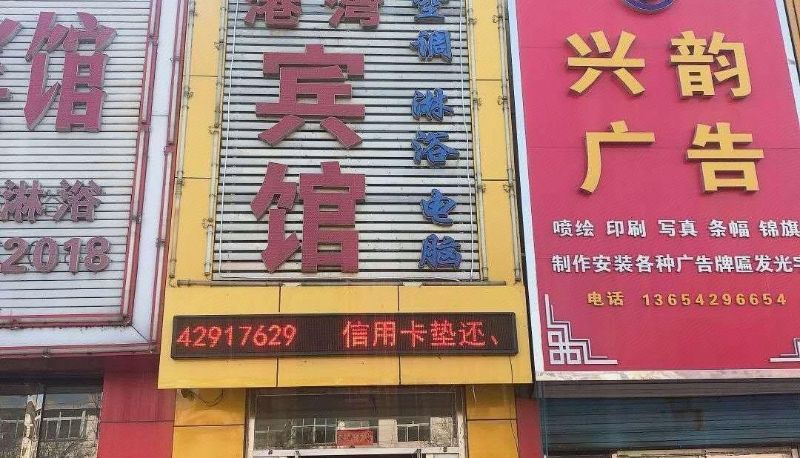 馆
淋浴
2018
港湾
宾馆
空调 淋浴 电脑
42917629 信用卡垫还、
兴韵
广告
喷绘 印刷 写真 条幅 锦旗
制作安装各种广告牌匾发光字
电话 13654296654